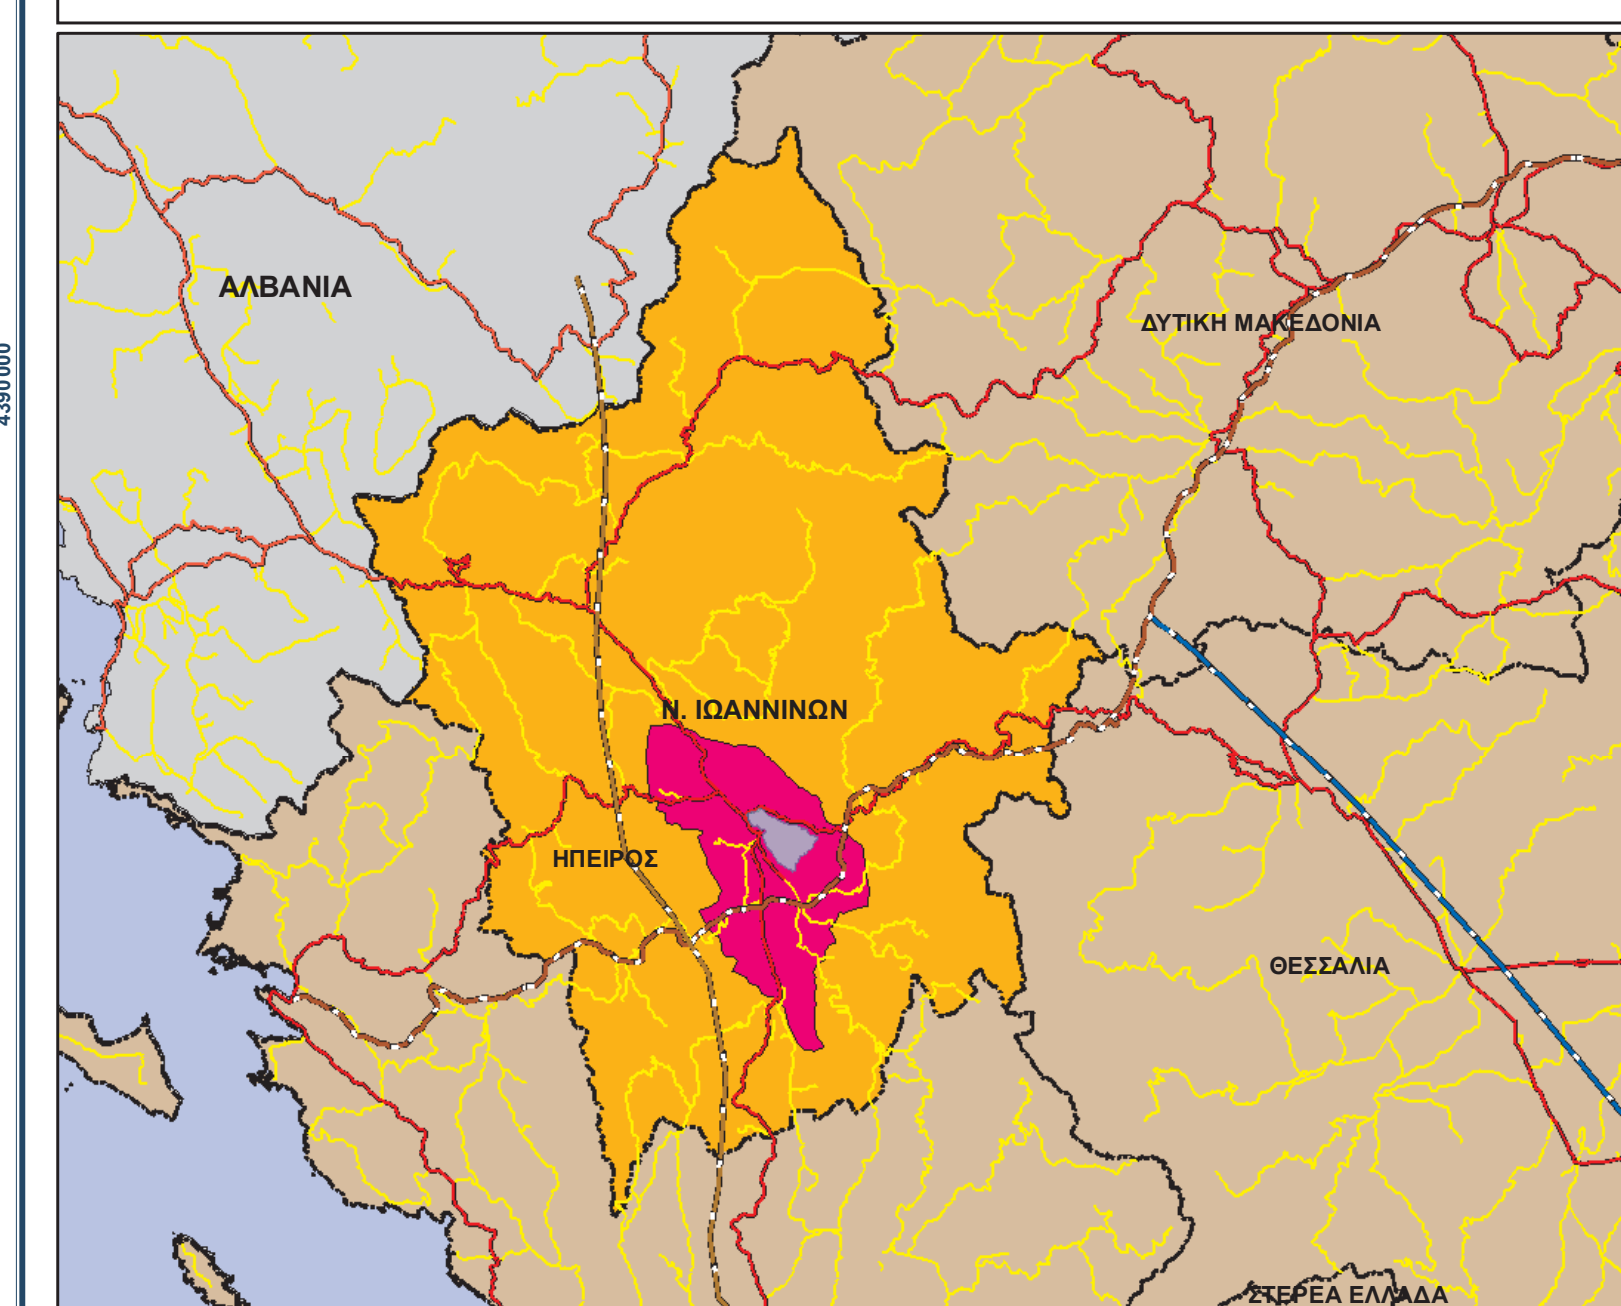 4390000
ΑΛΒΑΝΙΑ
ΔΥΤΙΚΗ ΜΑΚΕΔΟΝΙΑ
Ν. ΙΩΑΝΝΙΝΩΝ
ΗΠΕΙΡΟΣ
ΘΕΣΣΑΛΙΑ
ΣΤΕΡΕΑ ΕΛΛΑΔΑ